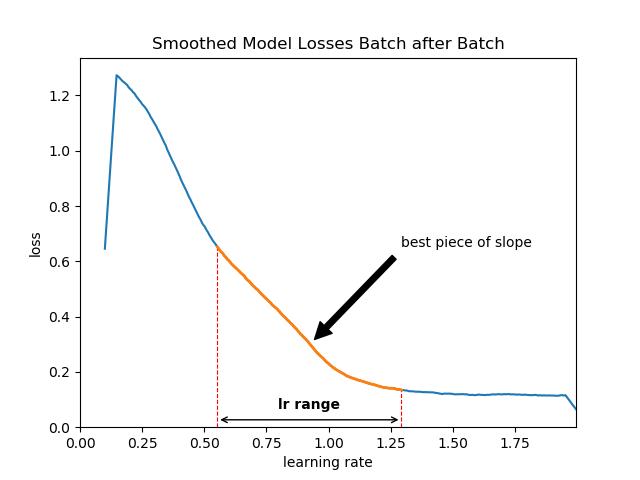 Smoothed Model Losses Batch after Batch
1.2
1.0
0.8
0.6
0.4
0.2
0.0
loss
best piece of slope
lr range
0.00 0.25 0.50 0.75 1.00 1.25 1.50 1.75
learning rate